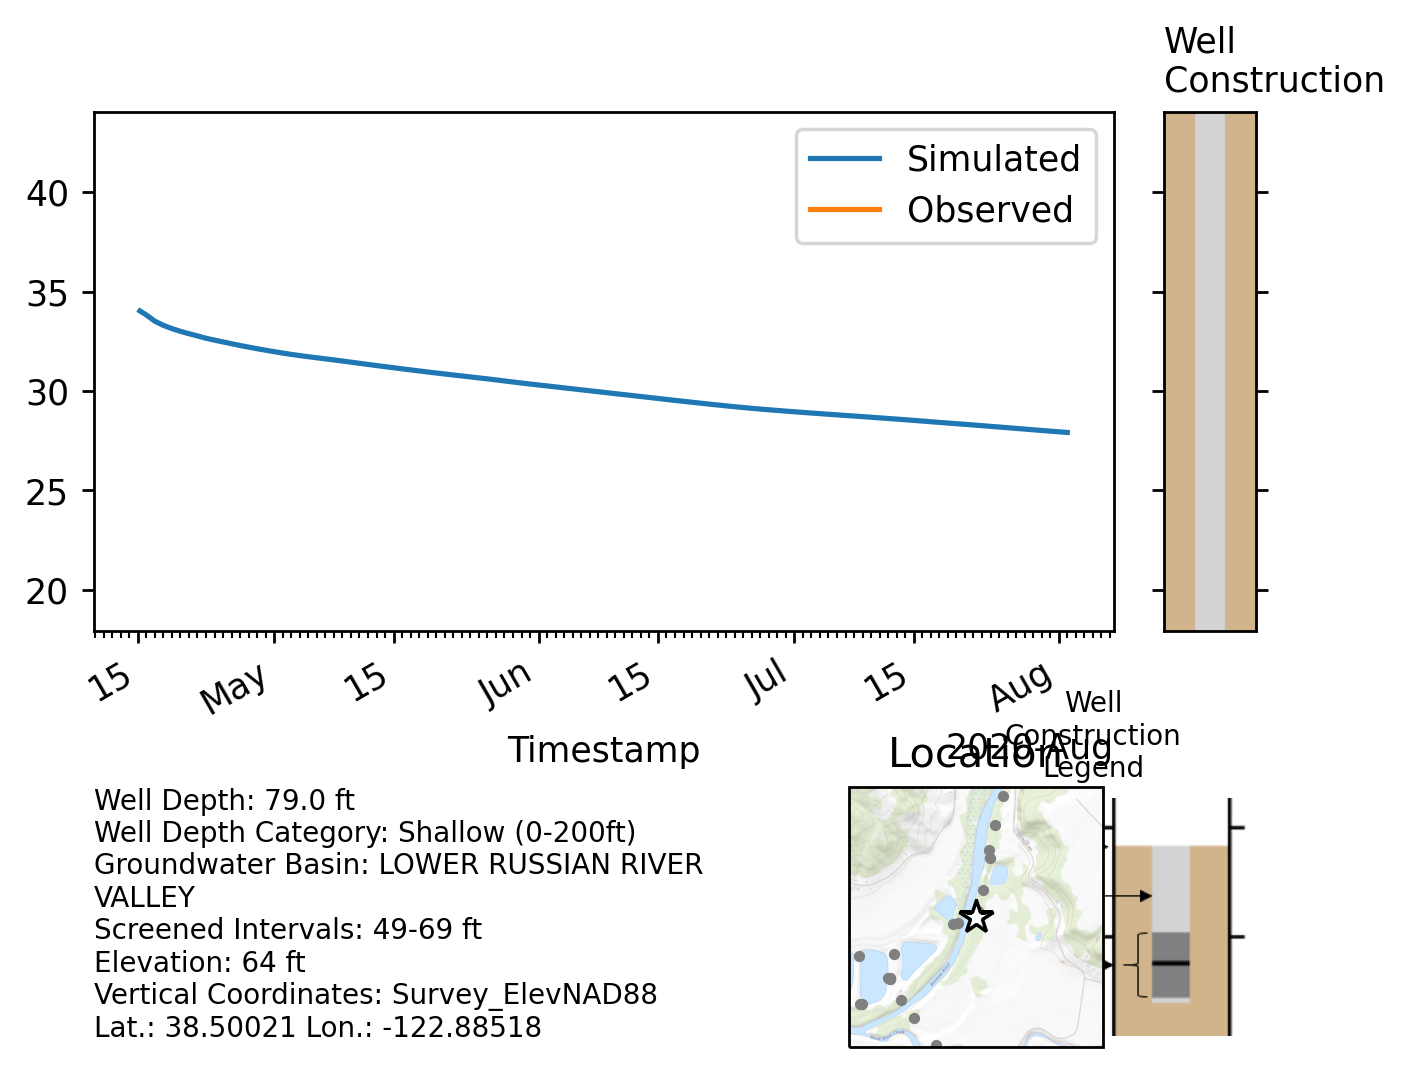 Well
Construction
Simulated
Observed
40
35
30
25
20
15
May
15
Jun
15
Jul
15
Aug
Timestamp
2020-Aug
Location
Well
Construction
Legend
Well Depth: 79.0 ft
Well Depth Category: Shallow (0-200ft)
Groundwater Basin: LOWER RUSSIAN RIVER
VALLEY
Screened Intervals: 49-69 ft
Elevation: 64 ft
Vertical Coordinates: Survey_ElevNAD88
Lat.: 38.50021 Lon.: -122.88518